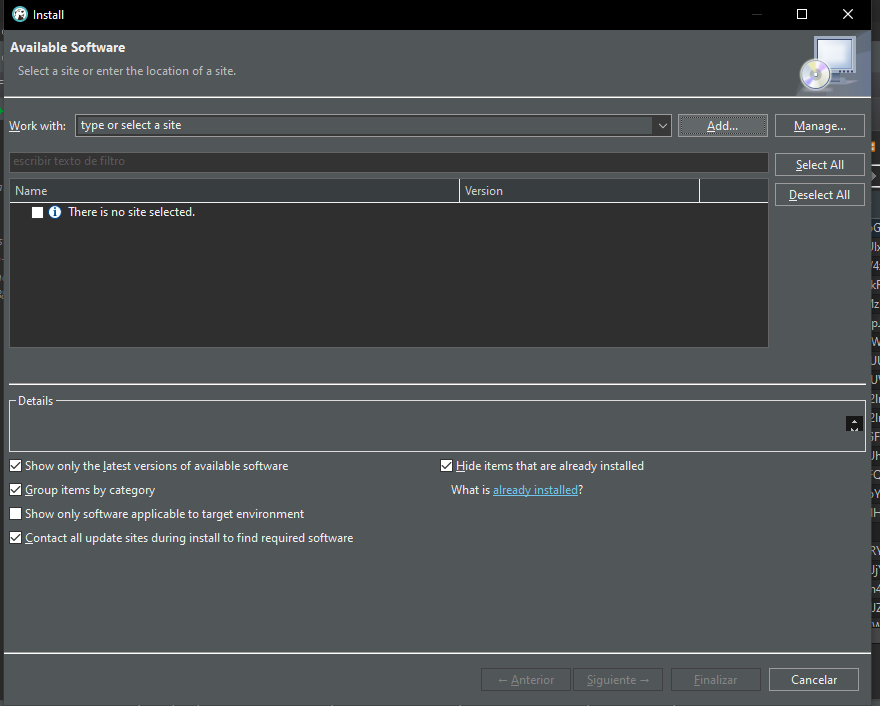 Install
Available Software
Select a site or enter the location of a site.
Work with: type or select a site Add... Manage...
escribir texto de filtro Select All
Name Version Deselect All
There is no site selected.
Details
Show only the latest versions of available software Hide items that are already installed
Group items by category What is already installed?
Show only software applicable to target environment
Contact all update sites during install to find required software
← Anterior Siguiente → Finalizar Cancelar